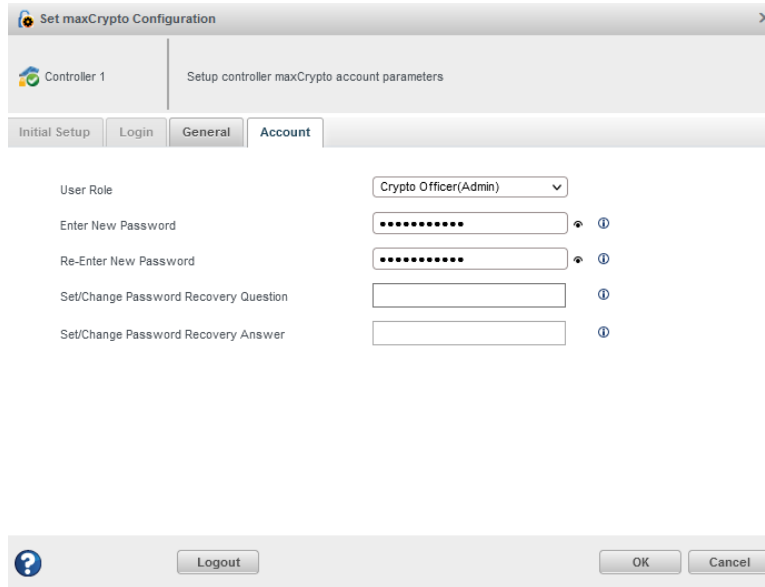 Set maxCrypto Configuration
Controller 1
Setup controller maxCrypto account parameters
Initial Setup Login General Account
User Role Crypto Officer(Admin)
Enter New Password
Re-Enter New Password
Set/Change Password Recovery Question
Set/Change Password Recovery Answer
Logout OK Cancel